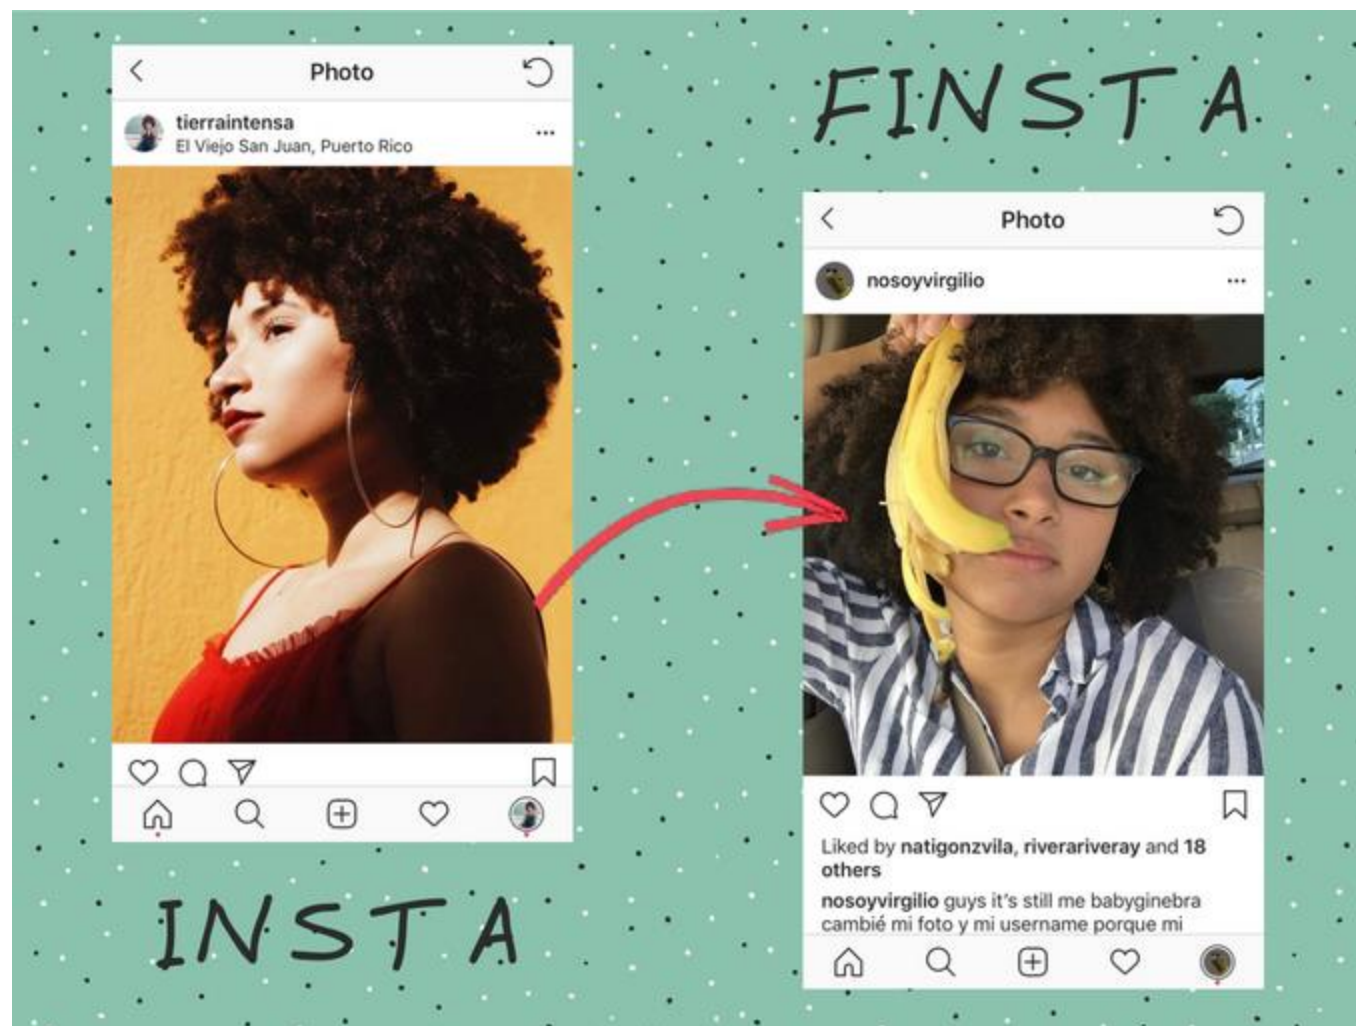 Photo
tierraintensa
El Viejo San Juan, Puerto Rico
INSTA
FINSTA
Photo
nosoyvirgilio
Liked by natigonzvila, riverariveray and 18
others
nosoyvirgilio guys it's still me babyginebra
cambié mi foto y mi username porque mi